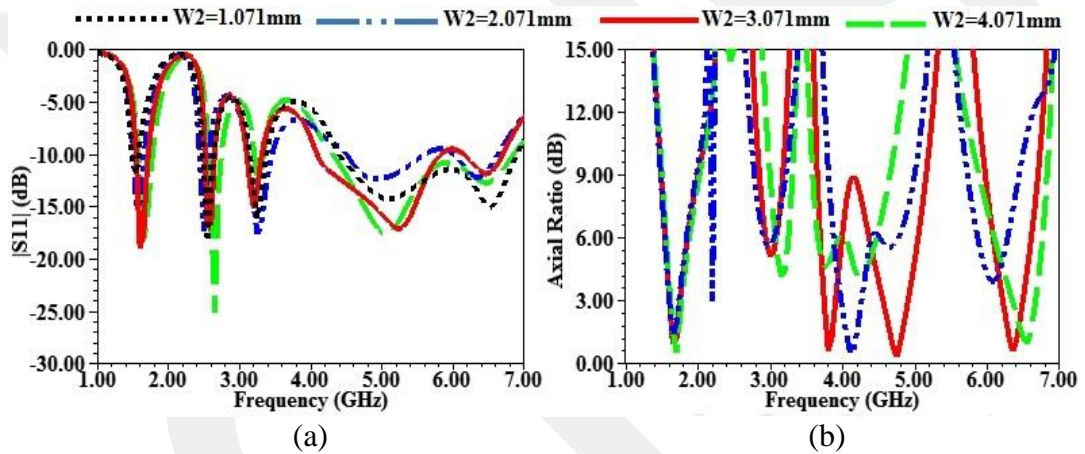 W2=1.071mm W2=2.071mm W2=3.071mm W2=4.071mm
0.00
-5.00
-10.00
-15.00
-20.00
-25.00
-30.00
|S11| (dB)
1.00 2.00 3.00 4.00 5.00 6.00 7.00
Frequency (GHz)
(a)
15.00
12.00
9.00
6.00
3.00
0.00
Axial Ratio (dB)
1.00 2.00 3.00 4.00 5.00 6.00 7.00
Frequency (GHz)
(b)